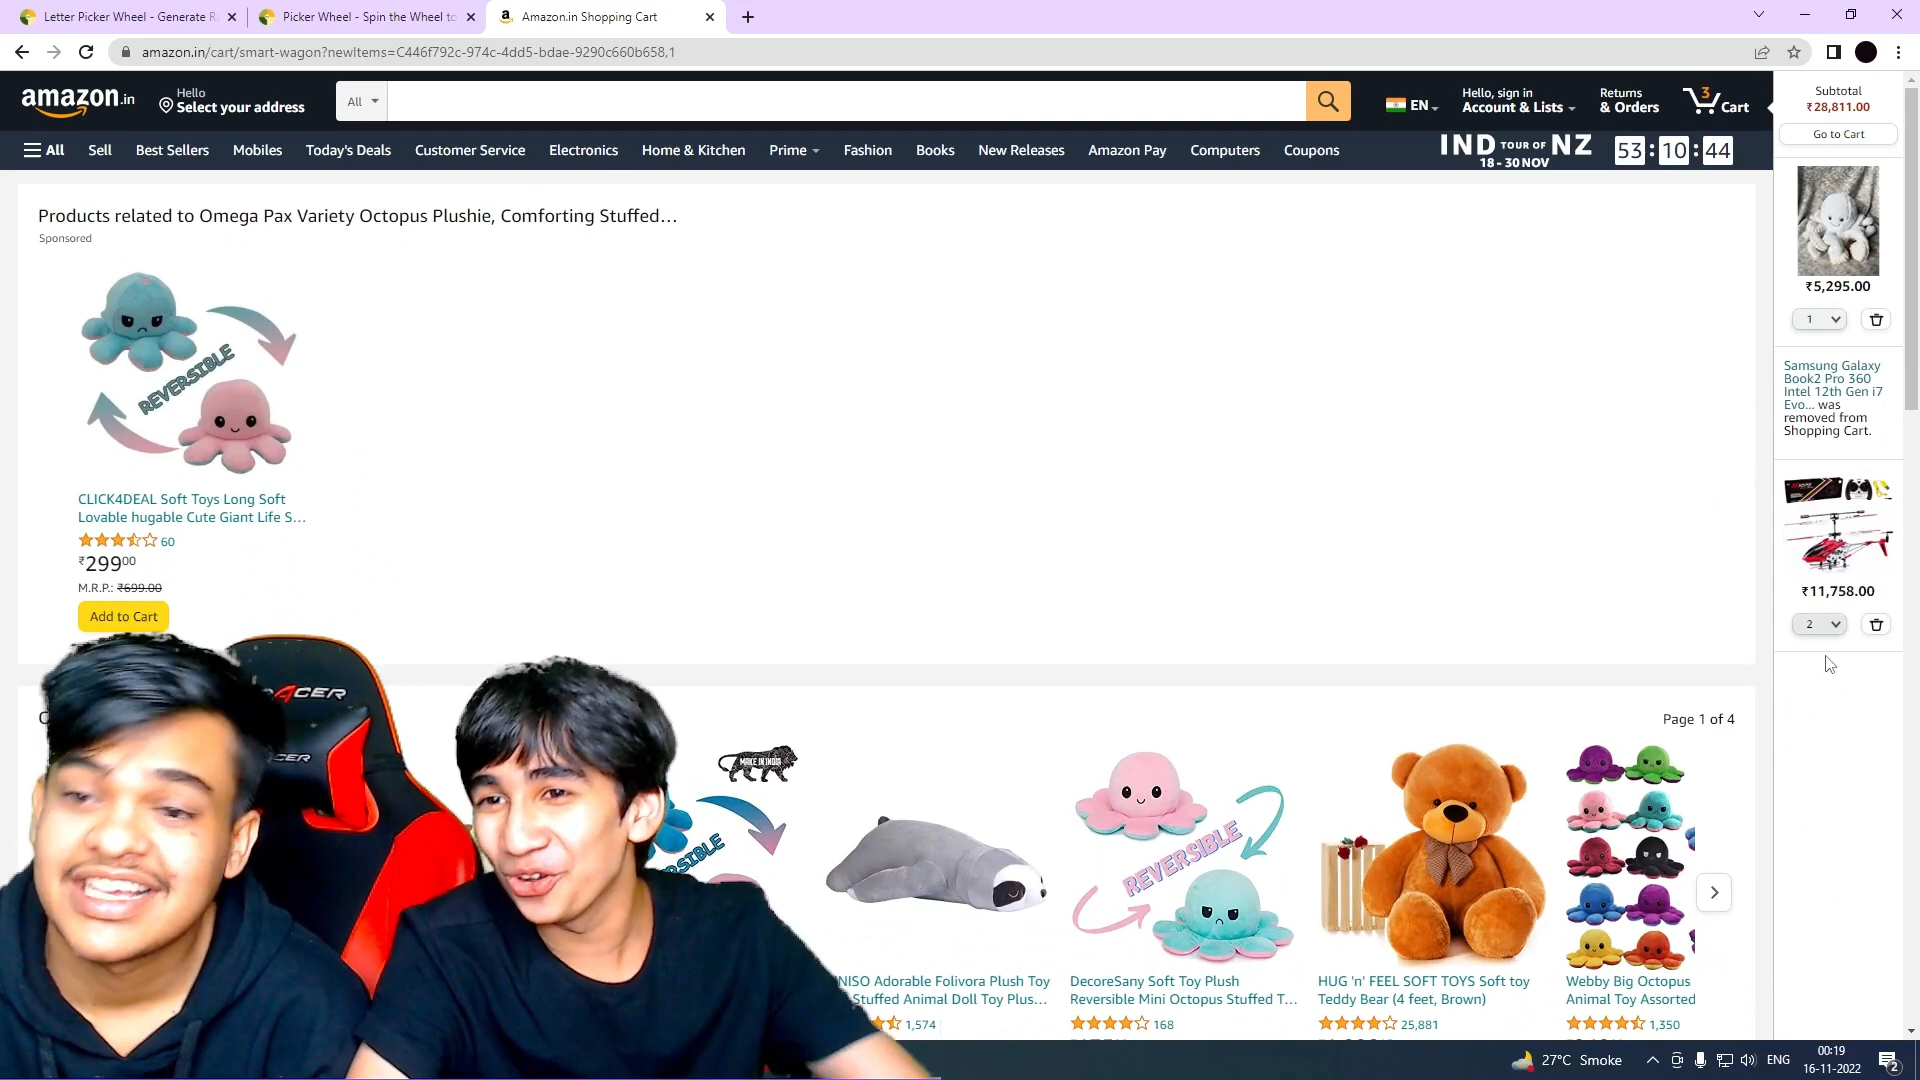 Letter Picker Wheel - Generate R
Picker Wheel - Spin the Wheel to
Amazon.in Shopping Cart
amazon.in/cart/smart-wagon?newItems=C446f792c-974c-4dd5-bdae-9290c660b658,1
amazon.in
Hello
Select your address
All
EN
Hello, sign in
Account & Lists
Returns
& Orders
3
Cart
All
Sell
Best Sellers
Mobiles
Today's Deals
Customer Service
Electronics
Home & Kitchen
Prime
Fashion
Books
New Releases
Amazon Pay
Computers
Coupons
IND TOUR OF NZ
18 - 30 NOV
53 : 10 : 44
Subtotal
₹28,811.00
Go to Cart
₹5,295.00
1
Samsung Galaxy
Book2 Pro 360
Intel 12th Gen i7
Evo... was
removed from
Shopping Cart.
₹11,758.00
2
Products related to Omega Pax Variety Octopus Plushie, Comforting Stuffed…
Sponsored
REVERSIBLE
CLICK4DEAL Soft Toys Long Soft
Lovable hugable Cute Giant Life S…
60
₹299⁰⁰
M.R.P.: ₹699.00
Add to Cart
RACER
Page 1 of 4
MAKE IN INDIA
REVERSIBLE
NISO Adorable Folivora Plush Toy
Stuffed Animal Doll Toy Plus…
1,574
DecoreSany Soft Toy Plush
Reversible Mini Octopus Stuffed T…
168
HUG 'n' FEEL SOFT TOYS Soft toy
Teddy Bear (4 feet, Brown)
25,881
Webby Big Octopus
Animal Toy Assorted
1,350
27°C Smoke
ENG
00:19
16-11-2022
2